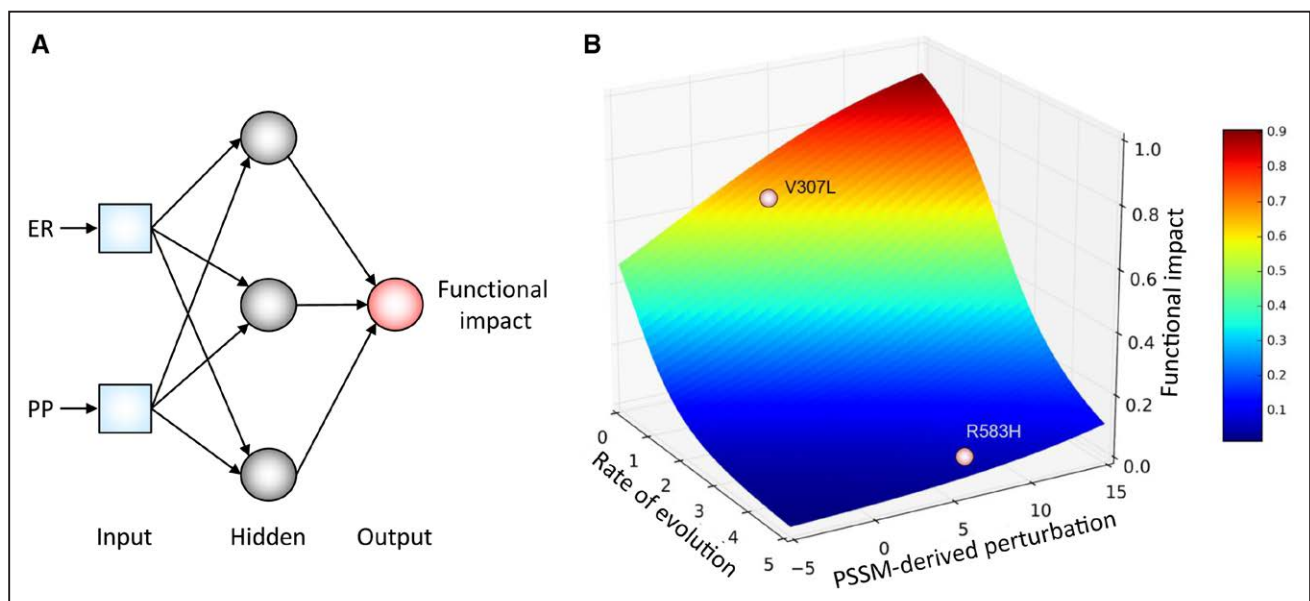 A
ER
PP
Functional
impact
Input
Hidden
Output
B
V307L
R583H
0
1
2
3
4
5
Rate of evolution
−5
0
5
10
15
PSSM-derived perturbation
0.0
0.2
0.4
0.6
0.8
1.0
Functional impact
0.9
0.8
0.7
0.6
0.5
0.4
0.3
0.2
0.1